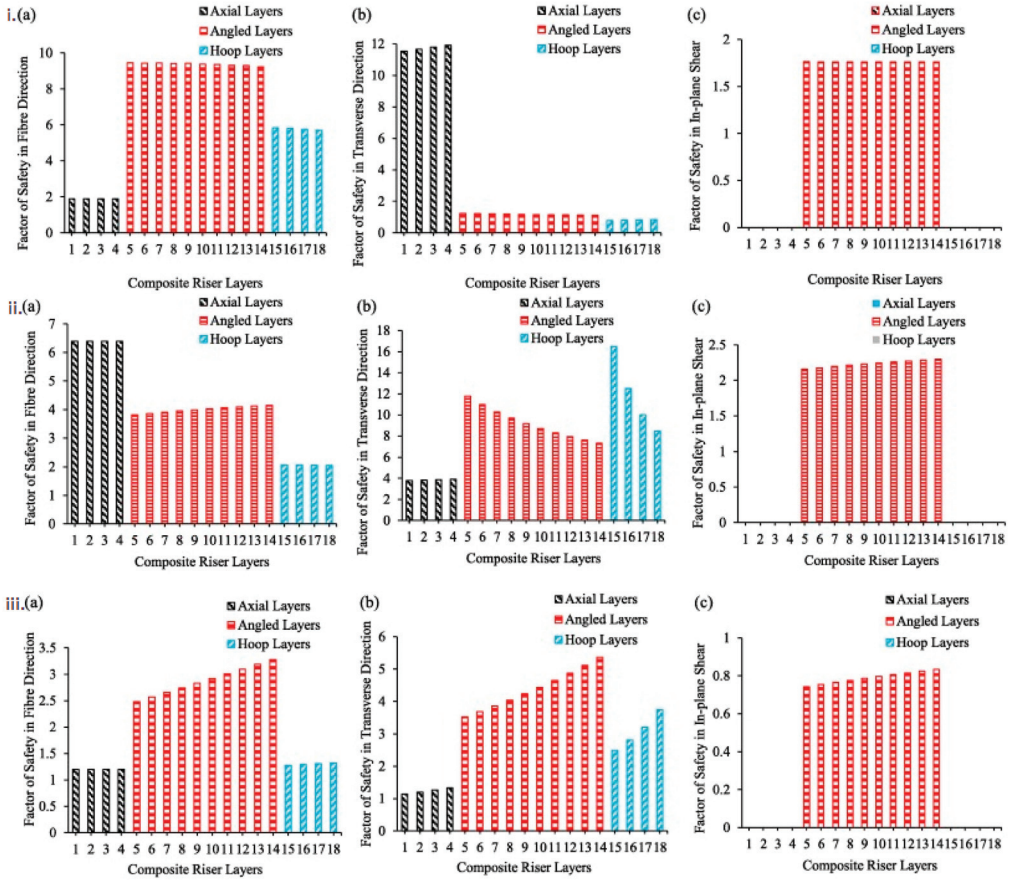 i.(a)
Axial Layers
Angled Layers
Hoop Layers
Factor of Safety in Fibre Direction
10
8
6
4
2
0
1 2 3 4 5 6 7 8 9 10 11 12 13 14 15 16 17 18
Composite Riser Layers
(b)
Axial Layers
Angled Layers
Hoop Layers
Factor of Safety in Transverse Direction
12
10
8
6
4
2
0
1 2 3 4 5 6 7 8 9 10 11 12 13 14 15 16 17 18
Composite Riser Layers
(c)
Axial Layers
Angled Layers
Hoop Layers
Factor of Safety in In-plane Shear
2
1.5
1
0.5
0
1 2 3 4 5 6 7 8 9 10 11 12 13 14 15 16 17 18
Composite Riser Layers
ii.(a)
Axial Layers
Angled Layers
Hoop Layers
Factor of Safety in Fibre Direction
7
6
5
4
3
2
1
0
1 2 3 4 5 6 7 8 9 10 11 12 13 14 15 16 17 18
Composite Riser Layers
(b)
Axial Layers
Angled Layers
Hoop Layers
Factor of Safety in Transverse Direction
18
16
14
12
10
8
6
4
2
0
1 2 3 4 5 6 7 8 9 10 11 12 13 14 15 16 17 18
Composite Riser Layers
(c)
Axial Layers
Angled Layers
Hoop Layers
Factor of Safety in In-plane Shear
2.5
2
1.5
1
0.5
0
1 2 3 4 5 6 7 8 9 10 11 12 13 14 15 16 17 18
Composite Riser Layers
iii.(a)
Axial Layers
Angled Layers
Hoop Layers
Factor of Safety in Fibre Direction
3.5
3
2.5
2
1.5
1
0.5
0
1 2 3 4 5 6 7 8 9 10 11 12 13 14 15 16 17 18
Composite Riser Layers
(b)
Axial Layers
Angled Layers
Hoop Layers
Factor of Safety in Transverse Direction
6
5
4
3
2
1
0
1 2 3 4 5 6 7 8 9 10 11 12 13 14 15 16 17 18
Composite Riser Layers
(c)
Axial Layers
Angled Layers
Hoop Layers
Factor of Safety in In-plane Shear
1
0.8
0.6
0.4
0.2
0
1 2 3 4 5 6 7 8 9 10 11 12 13 14 15 16 17 18
Composite Riser Layers